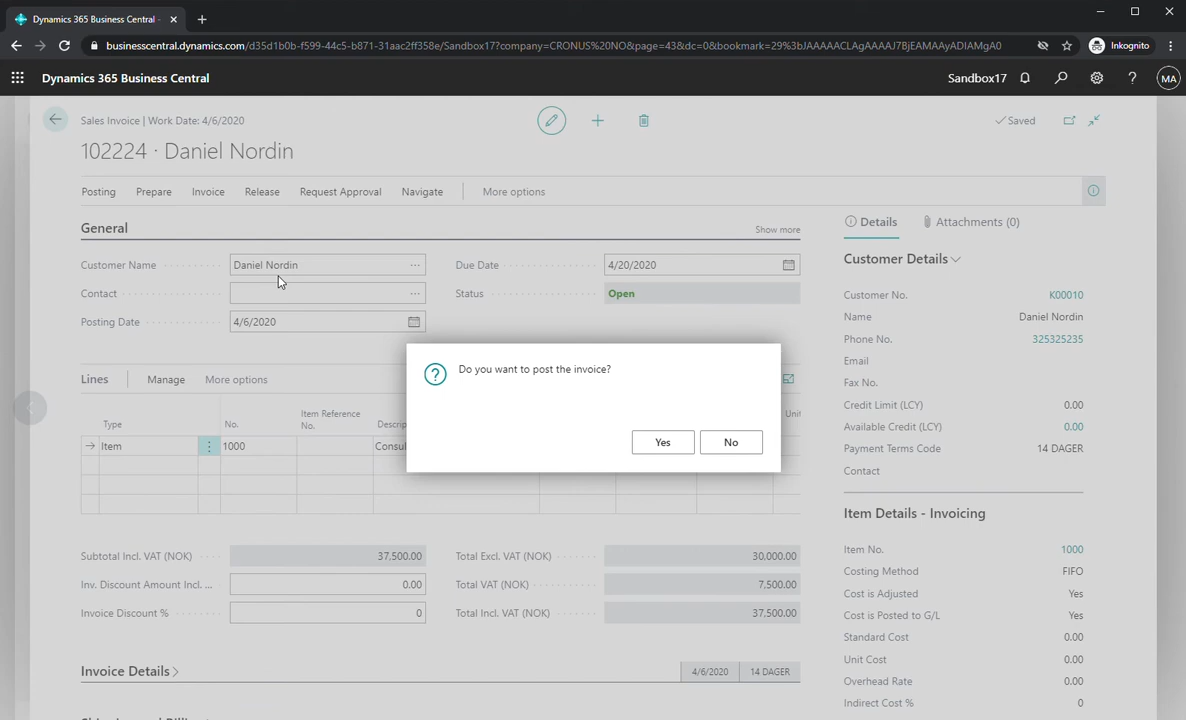 Dynamics 365 Business Central -
businesscentral.dynamics.com/d35d1b0b-f599-44c5-b871-31aac2ff358e/Sandbox17?company=CRONUS%20NO&page=43&dc=0&bookmark=29%3bJAAAAACLAgAAAAJ7BjEAMAAyADIAMgA0
Inkognito
Dynamics 365 Business Central
Sandbox17
?
MA
Sales Invoice | Work Date: 4/6/2020
Saved
102224 · Daniel Nordin
Posting Prepare Invoice Release Request Approval Navigate More options
General
Show more
Customer Name Daniel Nordin
Due Date 4/20/2020
Contact
Status Open
Posting Date 4/6/2020
Lines Manage More options
Type No. Item Reference No. Descrip Unit
Item 1000 Consul
Do you want to post the invoice?
Yes No
Subtotal Incl. VAT (NOK) 37,500.00
Total Excl. VAT (NOK) 30,000.00
Inv. Discount Amount Incl. ... 0.00
Total VAT (NOK) 7,500.00
Invoice Discount % 0
Total Incl. VAT (NOK) 37,500.00
Invoice Details
4/6/2020 14 DAGER
Details Attachments (0)
Customer Details
Customer No. K00010
Name Daniel Nordin
Phone No. 325325235
Email
Fax No.
Credit Limit (LCY) 0.00
Available Credit (LCY) 0.00
Payment Terms Code 14 DAGER
Contact
Item Details - Invoicing
Item No. 1000
Costing Method FIFO
Cost is Adjusted Yes
Cost is Posted to G/L Yes
Standard Cost 0.00
Unit Cost 0.00
Overhead Rate 0.00
Indirect Cost % 0